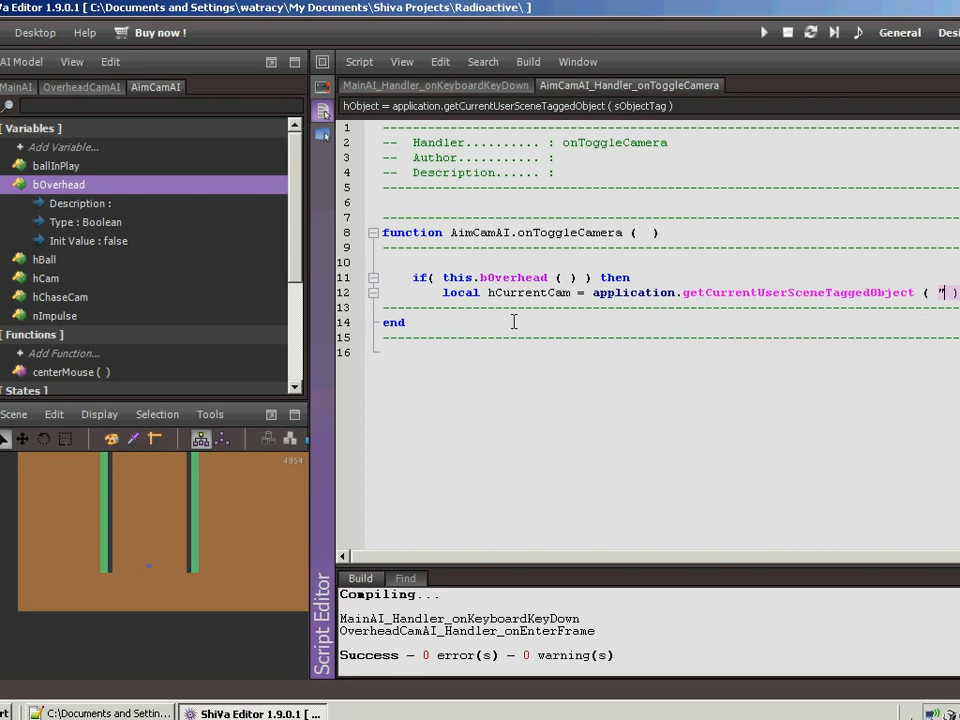 Va Editor 1.9.0.1 [ C:\Documents and Settings\watracy\My Documents\Shiva Projects\Radioactive\ ]
Desktop Help Buy now ! General Desi
AI Model View Edit
MainAI OverheadCamAI AimCamAI
Variables ]
Add Variable...
ballInPlay
bOverhead
Description :
Type : Boolean
Init Value : false
hBall
hCam
hChaseCam
nImpulse
[ Functions ]
Add Function...
centerMouse ( )
[ States ]
Scene Edit Display Selection Tools
4954
Script Edit View Search Build Window
MainAI_Handler_onKeyboardKeyDown AimCamAI_Handler_onToggleCamera
hObject = application.getCurrentUserSceneTaggedObject ( sObjectTag )
1 --------------------------------------------------------------------------------
2 -- Handler.......... : onToggleCamera
3 -- Author........... :
4 -- Description...... :
5 --------------------------------------------------------------------------------
6
7 --------------------------------------------------------------------------------
8 function AimCamAI.onToggleCamera ( )
9 --------------------------------------------------------------------------------
10
11 if( this.bOverhead ( ) ) then
12 local hCurrentCam = application.getCurrentUserSceneTaggedObject ( " )
13 --------------------------------------------------------------------------------
14 end
15 --------------------------------------------------------------------------------
16
Script Editor
Build Find
Compiling...
MainAI_Handler_onKeyboardKeyDown
OverheadCamAI_Handler_onEnterFrame
Success - 0 error(s) - 0 warning(s)
rt C:\Documents and Settin... ShiVa Editor 1.9.0.1 [ ...